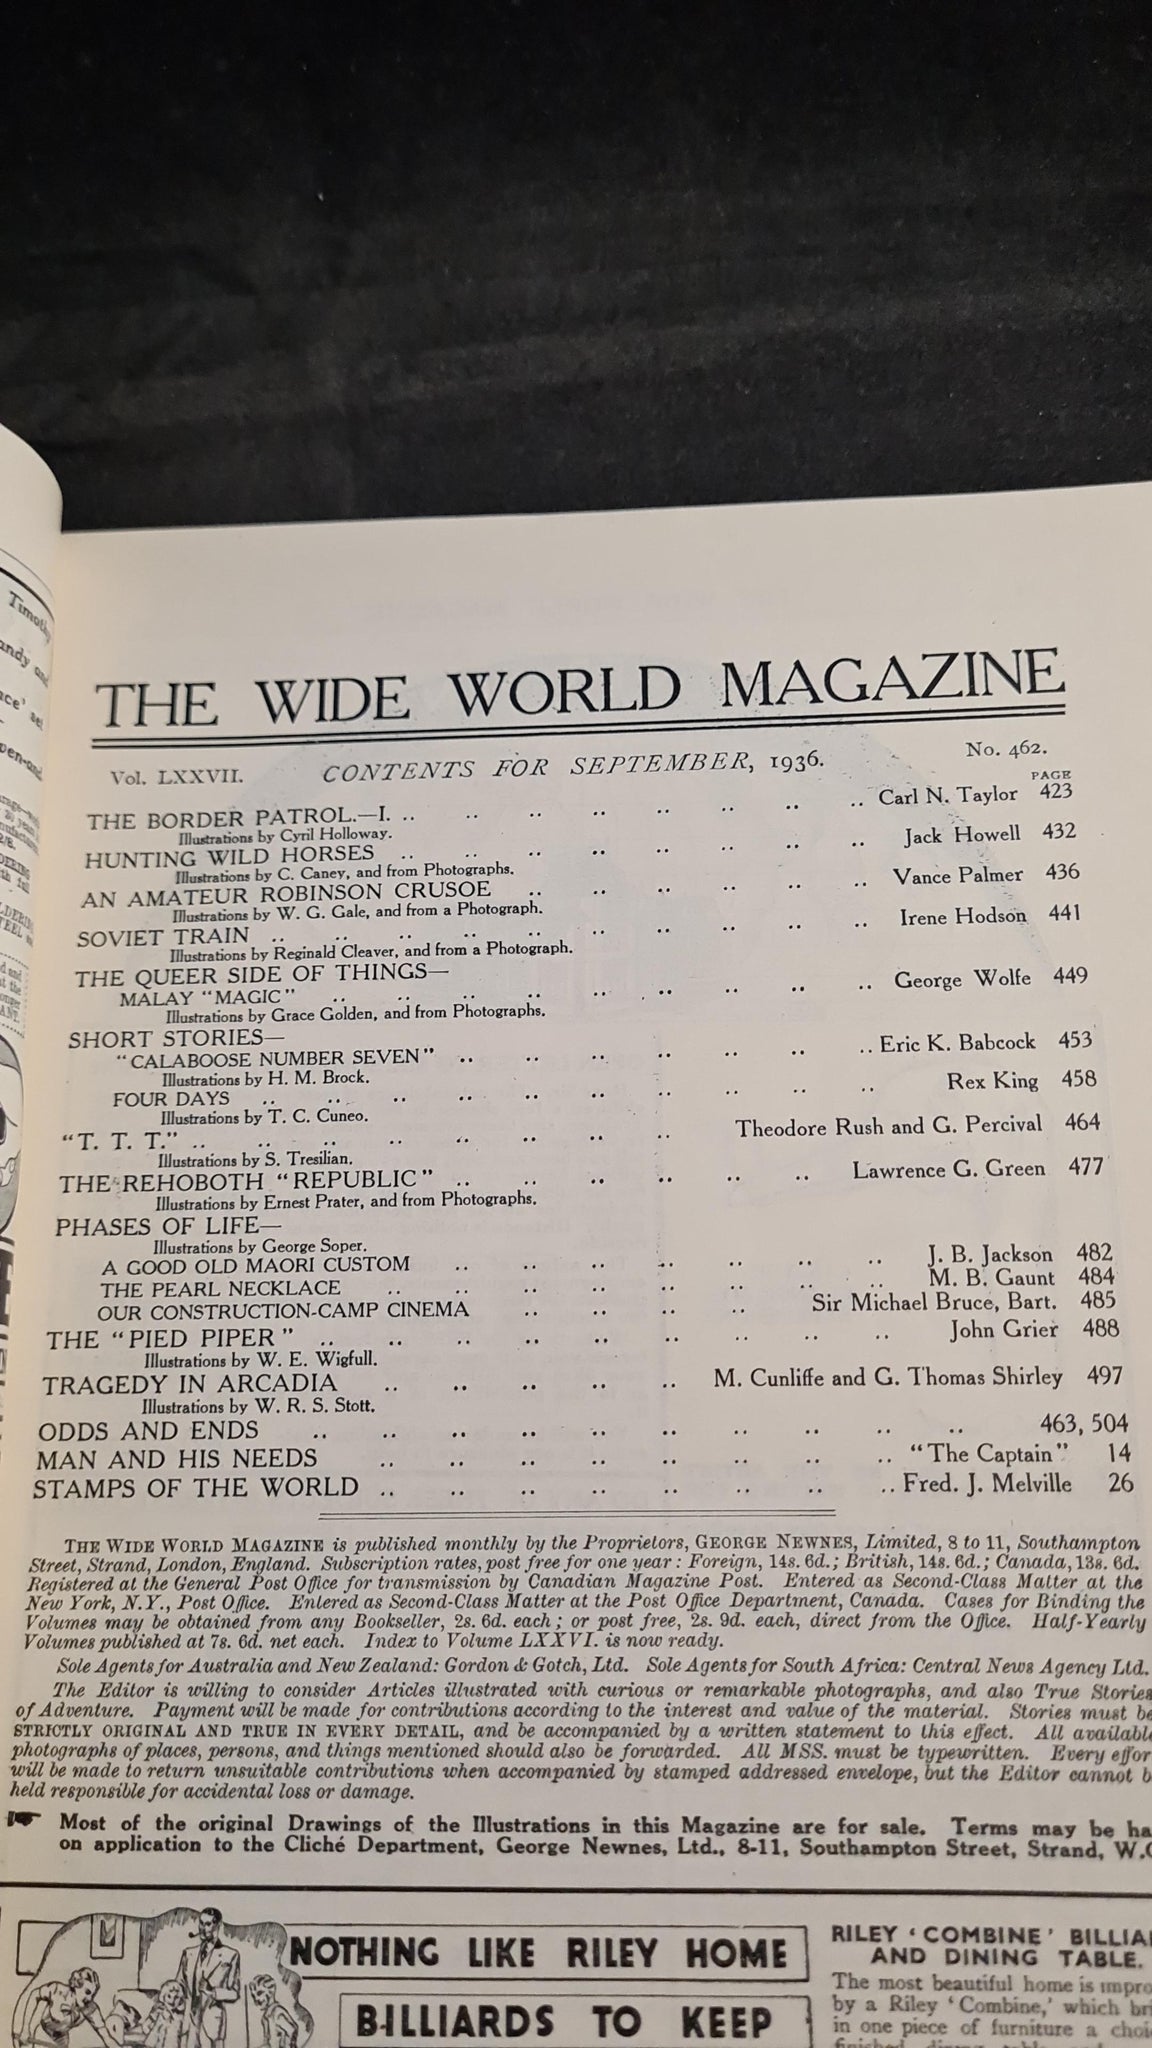 Timothy
andy and
THE WIDE WORLD MAGAZINE
Vol. LXXVII. CONTENTS FOR SEPTEMBER, 1936. No. 462.
PAGE
THE BORDER PATROL.—I. .. .. .. .. .. .. .. Carl N. Taylor 423
Illustrations by Cyril Holloway.
HUNTING WILD HORSES .. .. .. .. .. .. .. Jack Howell 432
Illustrations by C. Caney, and from Photographs.
AN AMATEUR ROBINSON CRUSOE .. .. .. .. .. .. Vance Palmer 436
Illustrations by W. G. Gale, and from a Photograph.
SOVIET TRAIN .. .. .. .. .. .. .. .. .. .. Irene Hodson 441
Illustrations by Reginald Cleaver, and from a Photograph.
THE QUEER SIDE OF THINGS—
MALAY "MAGIC" .. .. .. .. .. .. .. .. .. George Wolfe 449
Illustrations by Grace Golden, and from Photographs.
SHORT STORIES—
"CALABOOSE NUMBER SEVEN" .. .. .. .. .. .. .. Eric K. Babcock 453
Illustrations by H. M. Brock.
FOUR DAYS .. .. .. .. .. .. .. .. .. .. Rex King 458
Illustrations by T. C. Cuneo.
"T. T. T." .. .. .. .. .. .. .. .. Theodore Rush and G. Percival 464
Illustrations by S. Tresilian.
THE REHOBOTH "REPUBLIC" .. .. .. .. .. .. Lawrence G. Green 477
Illustrations by Ernest Prater, and from Photographs.
PHASES OF LIFE—
Illustrations by George Soper.
A GOOD OLD MAORI CUSTOM .. .. .. .. .. .. .. J. B. Jackson 482
THE PEARL NECKLACE .. .. .. .. .. .. .. .. M. B. Gaunt 484
OUR CONSTRUCTION-CAMP CINEMA .. .. .. .. Sir Michael Bruce, Bart. 485
THE "PIED PIPER" .. .. .. .. .. .. .. .. .. John Grier 488
Illustrations by W. E. Wigfull.
TRAGEDY IN ARCADIA .. .. .. .. .. M. Cunliffe and G. Thomas Shirley 497
Illustrations by W. R. S. Stott.
ODDS AND ENDS .. .. .. .. .. .. .. .. .. .. 463, 504
MAN AND HIS NEEDS .. .. .. .. .. .. .. .. "The Captain" 14
STAMPS OF THE WORLD .. .. .. .. .. .. .. .. Fred. J. Melville 26
THE WIDE WORLD MAGAZINE is published monthly by the Proprietors, GEORGE NEWNES, Limited, 8 to 11, Southampton
Street, Strand, London, England. Subscription rates, post free for one year: Foreign, 14s. 6d.; British, 14s. 6d.; Canada, 13s. 6d.
Registered at the General Post Office for transmission by Canadian Magazine Post. Entered as Second-Class Matter at the
New York, N.Y., Post Office. Entered as Second-Class Matter at the Post Office Department, Canada. Cases for Binding the
Volumes may be obtained from any Bookseller, 2s. 6d. each; or post free, 2s. 9d. each, direct from the Office. Half-Yearly
Volumes published at 7s. 6d. net each. Index to Volume LXXVI. is now ready.
Sole Agents for Australia and New Zealand: Gordon & Gotch, Ltd. Sole Agents for South Africa: Central News Agency Ltd.
The Editor is willing to consider Articles illustrated with curious or remarkable photographs, and also True Stories
of Adventure. Payment will be made for contributions according to the interest and value of the material. Stories must be
STRICTLY ORIGINAL AND TRUE IN EVERY DETAIL, and be accompanied by a written statement to this effect. All availabl
photographs of places, persons, and things mentioned should also be forwarded. All MSS. must be typewritten. Every effor
will be made to return unsuitable contributions when accompanied by stamped addressed envelope, but the Editor cannot b
held responsible for accidental loss or damage.
Most of the original Drawings of the Illustrations in this Magazine are for sale. Terms may be ha
on application to the Cliché Department, George Newnes, Ltd., 8-11, Southampton Street, Strand, W.C
NOTHING LIKE RILEY HOME
BILLIARDS TO KEEP
RILEY 'COMBINE' BILLIA
AND DINING TABLE.
The most beautiful home is impro
by a Riley 'Combine,' which bri
in one piece of furniture a choi